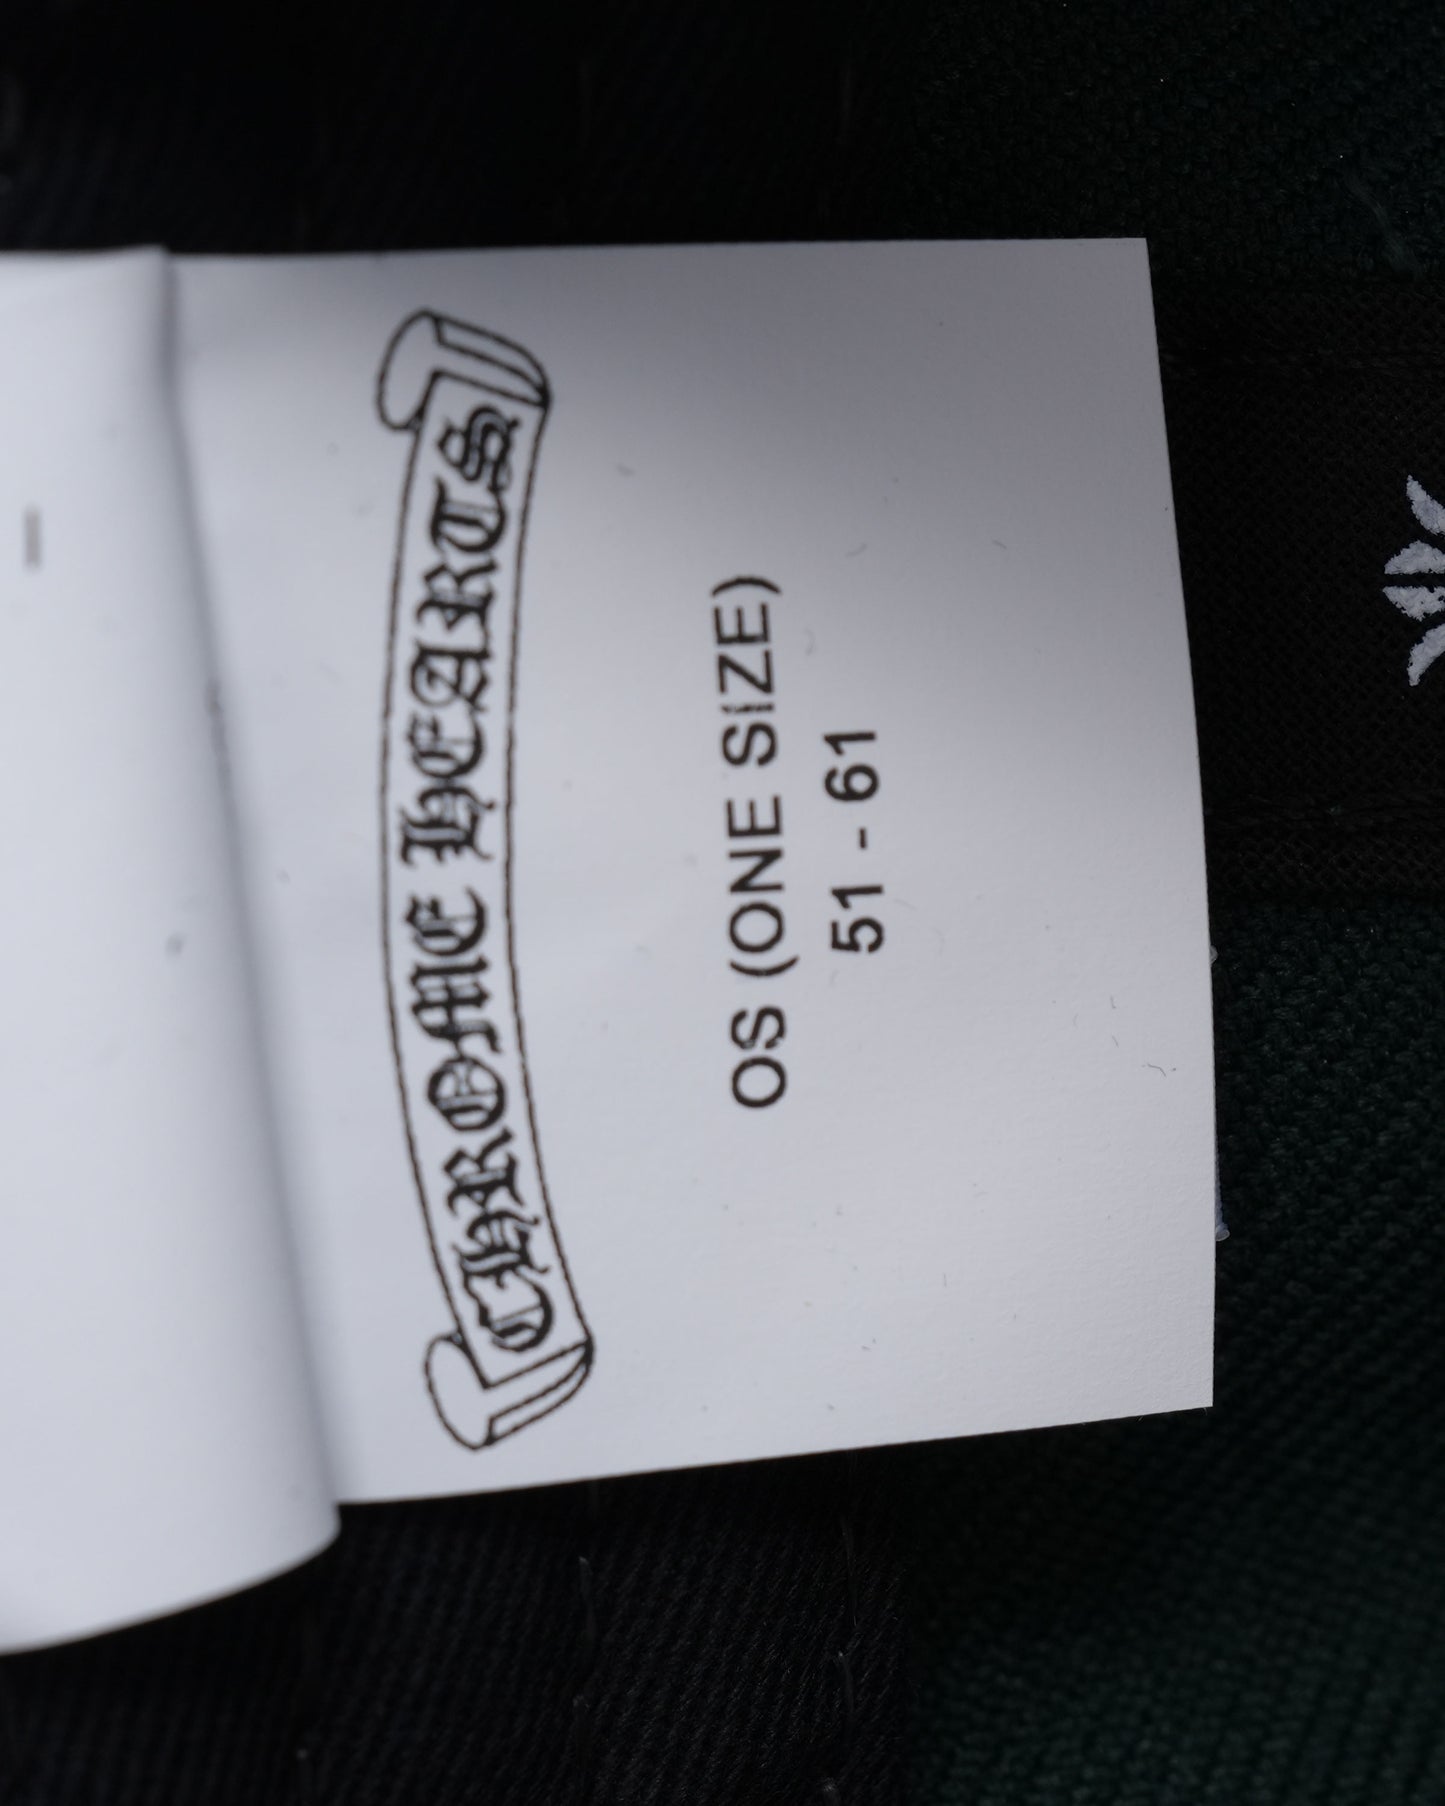 CHROME HEARTS
OS (ONE SIZE)
51 - 61